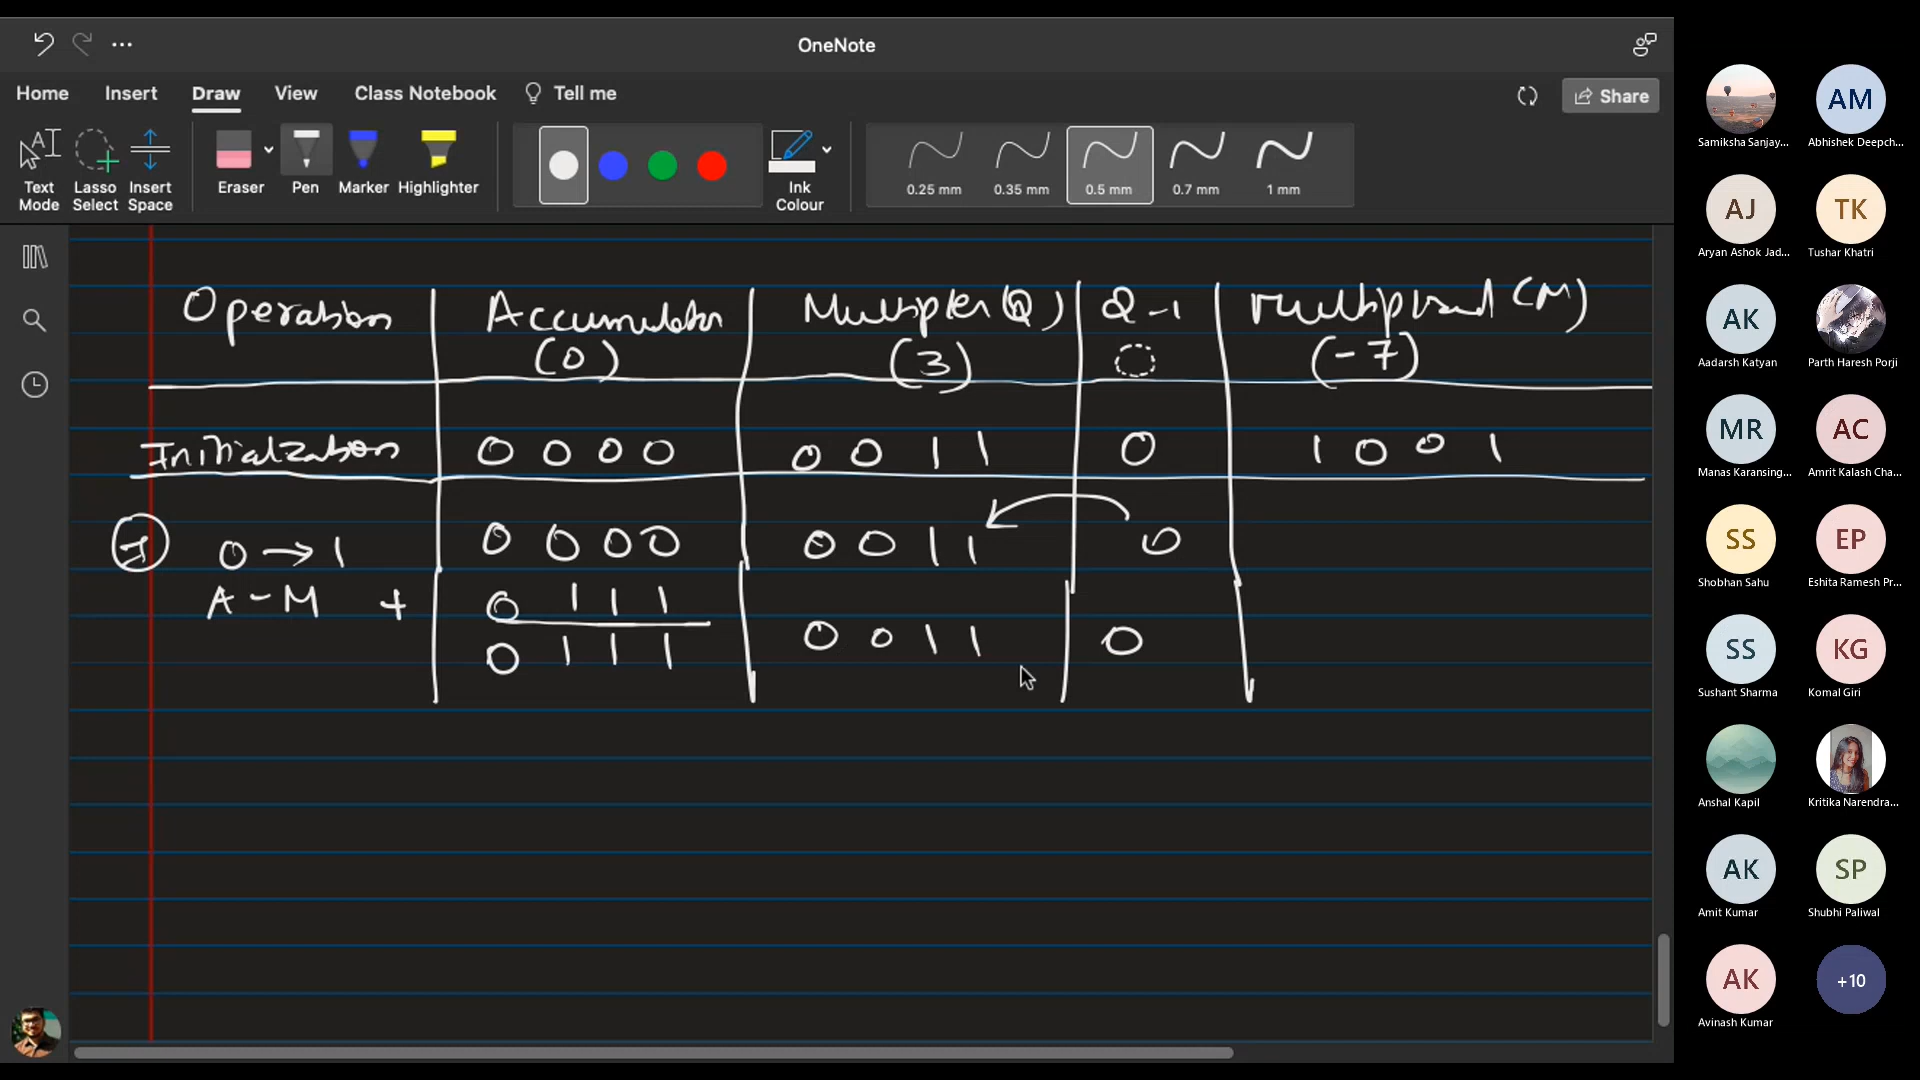 OneNote
Home Insert Draw View Class Notebook Tell me
Share
Text Mode
Lasso Select
Insert Space
Eraser
Pen
Marker
Highlighter
Ink Colour
0.25 mm
0.35 mm
0.5 mm
0.7 mm
1 mm
Operation Accumulator Multiplier (Q) Q-1 Multiplicand (M)
(0) (3) (-7)
Initialization 0 0 0 0 0 0 1 1 0 1 0 0 1
0 → 1 0 0 0 0 0 0 1 1 0
A - M + 0 1 1 1
0 1 1 1 0 0 1 1 0
Samiksha Sanjay...
AM
Abhishek Deepch...
AJ
Aryan Ashok Jad...
TK
Tushar Khatri
AK
Aadarsh Katyan
Parth Haresh Porji
MR
Manas Karansing...
AC
Amrit Kalash Cha...
SS
Shobhan Sahu
EP
Eshita Ramesh Pr...
SS
Sushant Sharma
KG
Komal Giri
Anshal Kapil
Kritika Narendra...
AK
Amit Kumar
SP
Shubhi Paliwal
AK
Avinash Kumar
+10